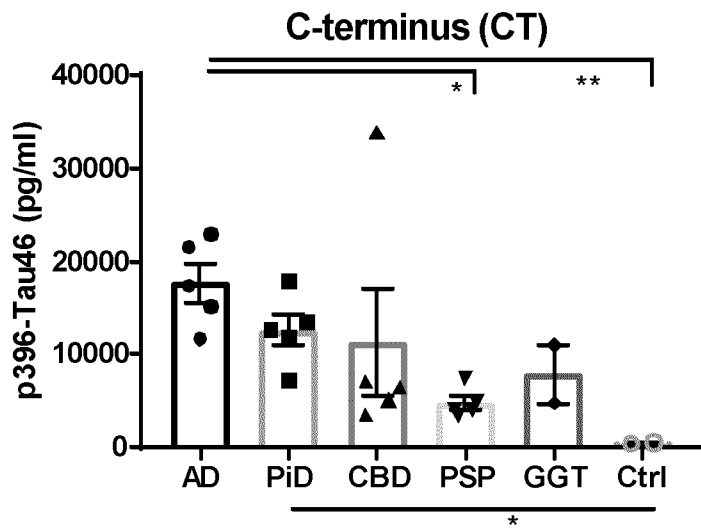 C-terminus (CT)
* **
p396-Tau46 (pg/ml)
40000
30000
20000
10000
0
AD PiD CBD PSP GGT Ctrl
*